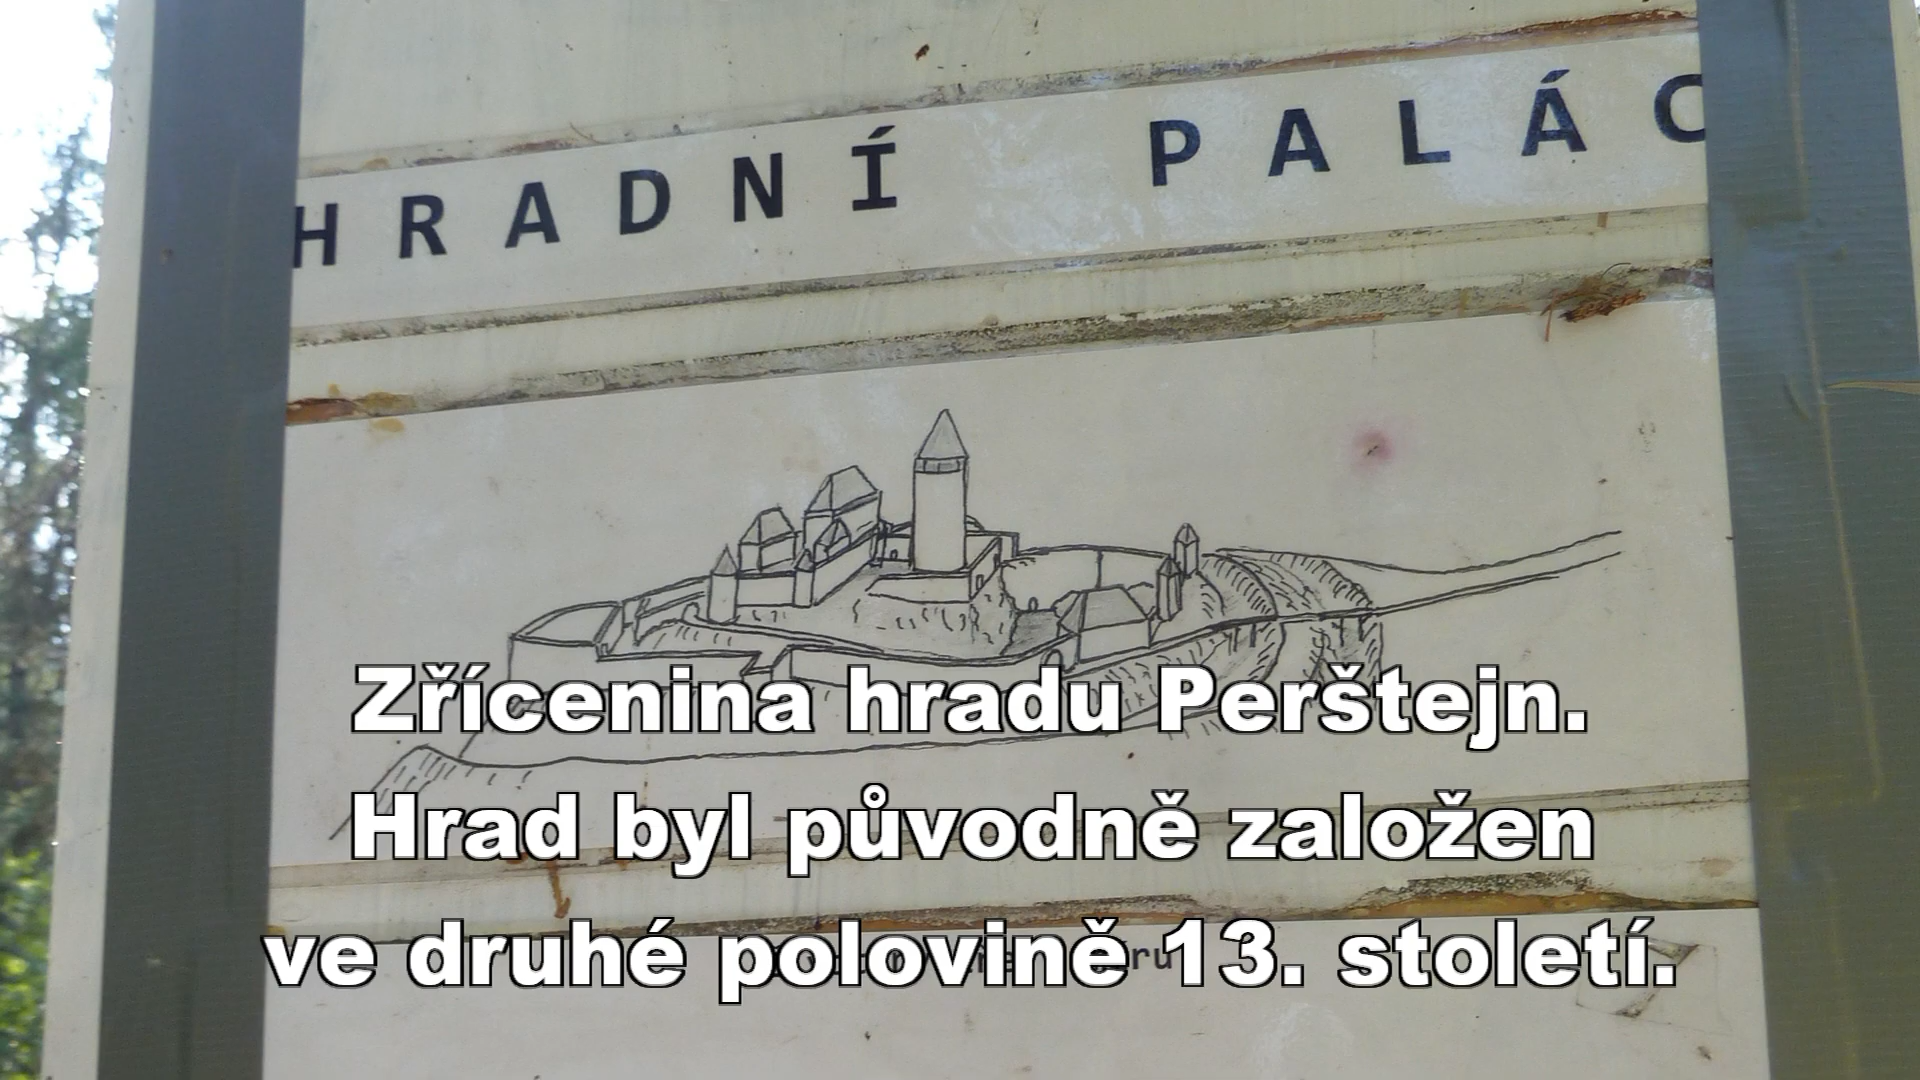 HRADNÍ PALÁC
Zřícenina hradu Perštejn.
Hrad byl původně založen
ve druhé polovině 13. století.